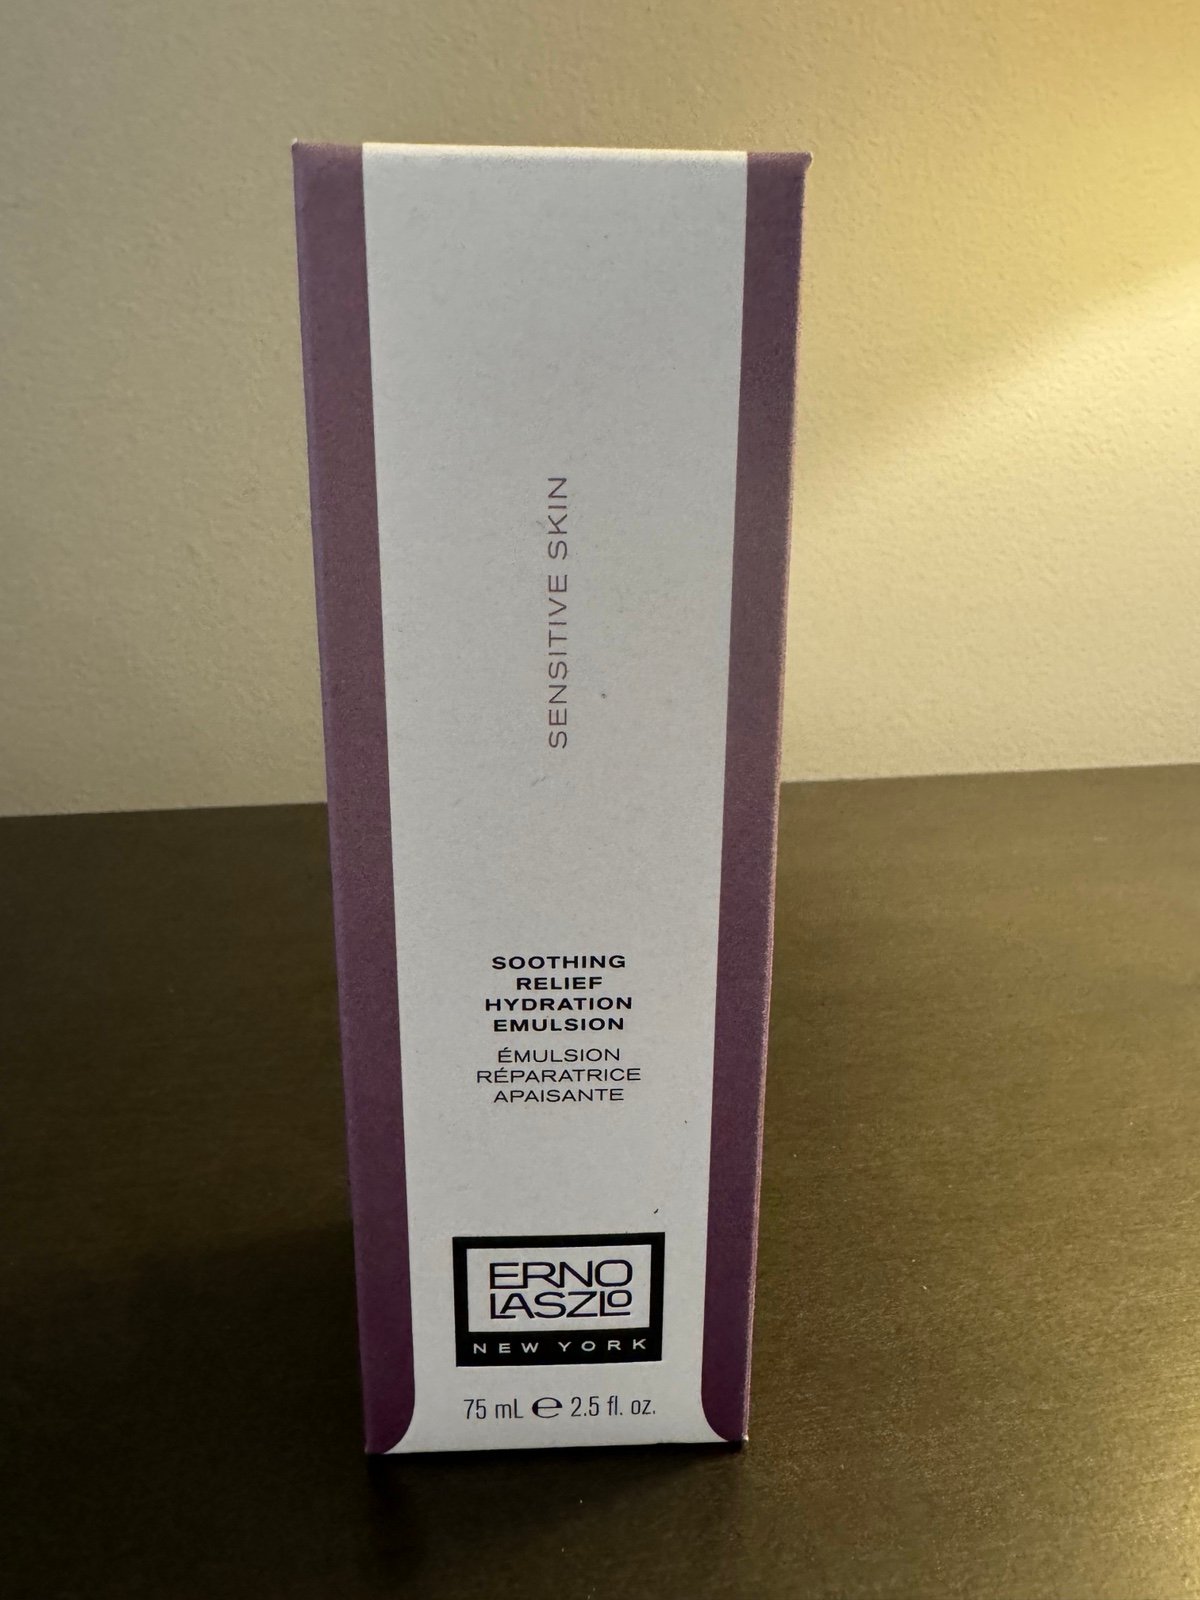 SENSITIVE SKIN
SOOTHING
RELIEF
HYDRATION
EMULSION
ÉMULSION
RÉPARATRICE
APAISANTE
ERNO
LASZLO
NEW YORK
75 mL ℮ 2.5 fl. oz.